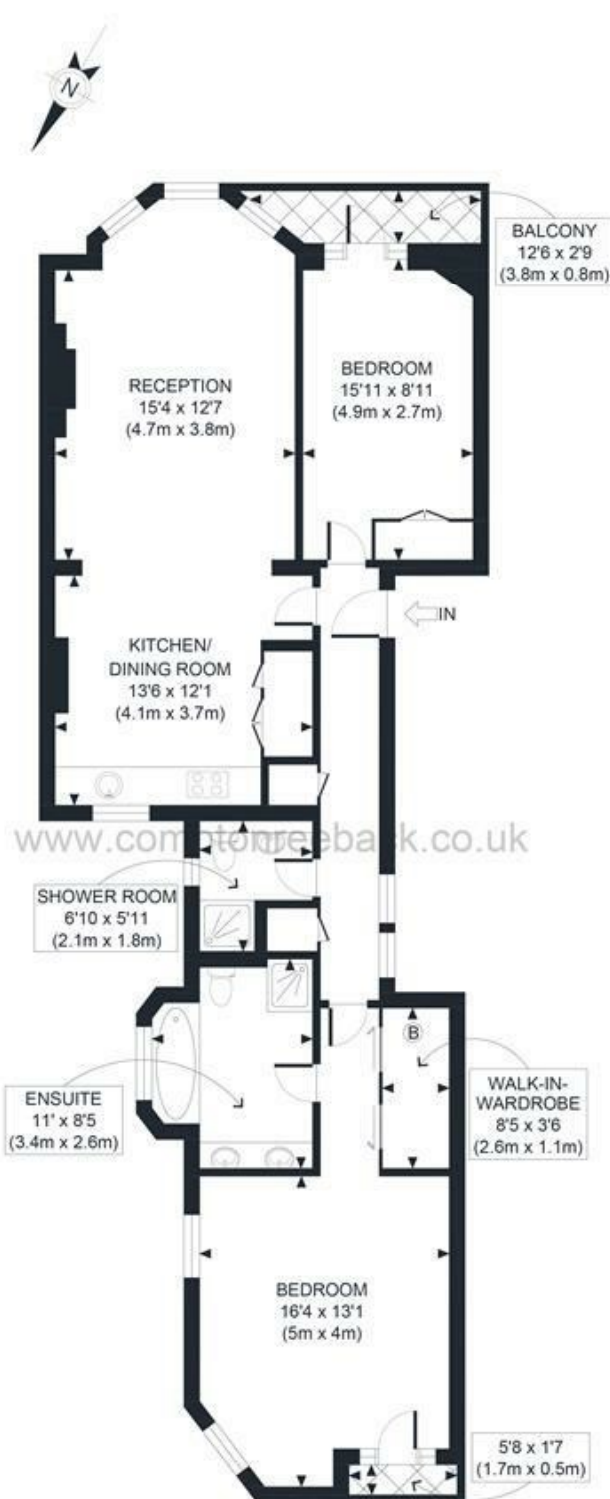 N
BALCONY
12'6 x 2'9
(3.8m x 0.8m)
BEDROOM
15'11 x 8'11
(4.9m x 2.7m)
RECEPTION
15'4 x 12'7
(4.7m x 3.8m)
IN
KITCHEN/
DINING ROOM
13'6 x 12'1
(4.1m x 3.7m)
www.comptonreeback.co.uk
SHOWER ROOM
6'10 x 5'11
(2.1m x 1.8m)
B
ENSUITE
11' x 8'5
(3.4m x 2.6m)
WALK-IN-
WARDROBE
8'5 x 3'6
(2.6m x 1.1m)
BEDROOM
16'4 x 13'1
(5m x 4m)
5'8 x 1'7
(1.7m x 0.5m)